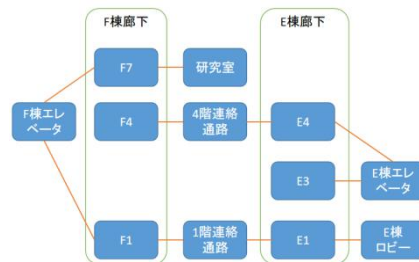 F棟廊下
E棟廊下
F7
研究室
F棟エレ
ベータ
F4
4階連絡
通路
E4
E3
E棟エレ
ベータ
F1
1階連絡
通路
E1
E棟
ロビー